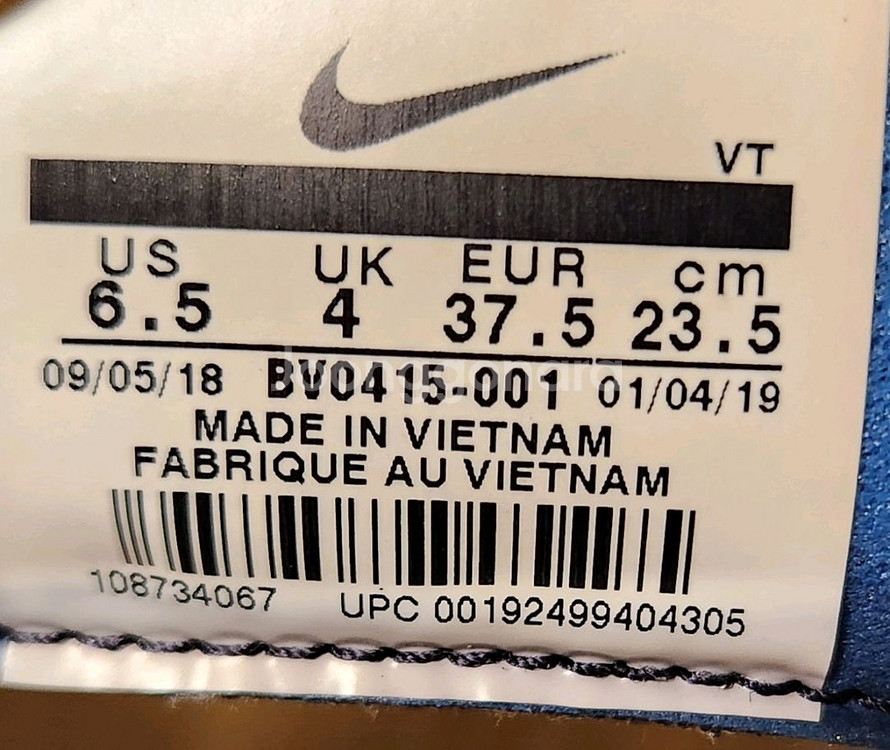 VT
US UK EUR cm
6.5 4 37.5 23.5
09/05/18 BV0415-001 01/04/19
MADE IN VIETNAM
FABRIQUE AU VIETNAM
108734067 UPC 00192499404305